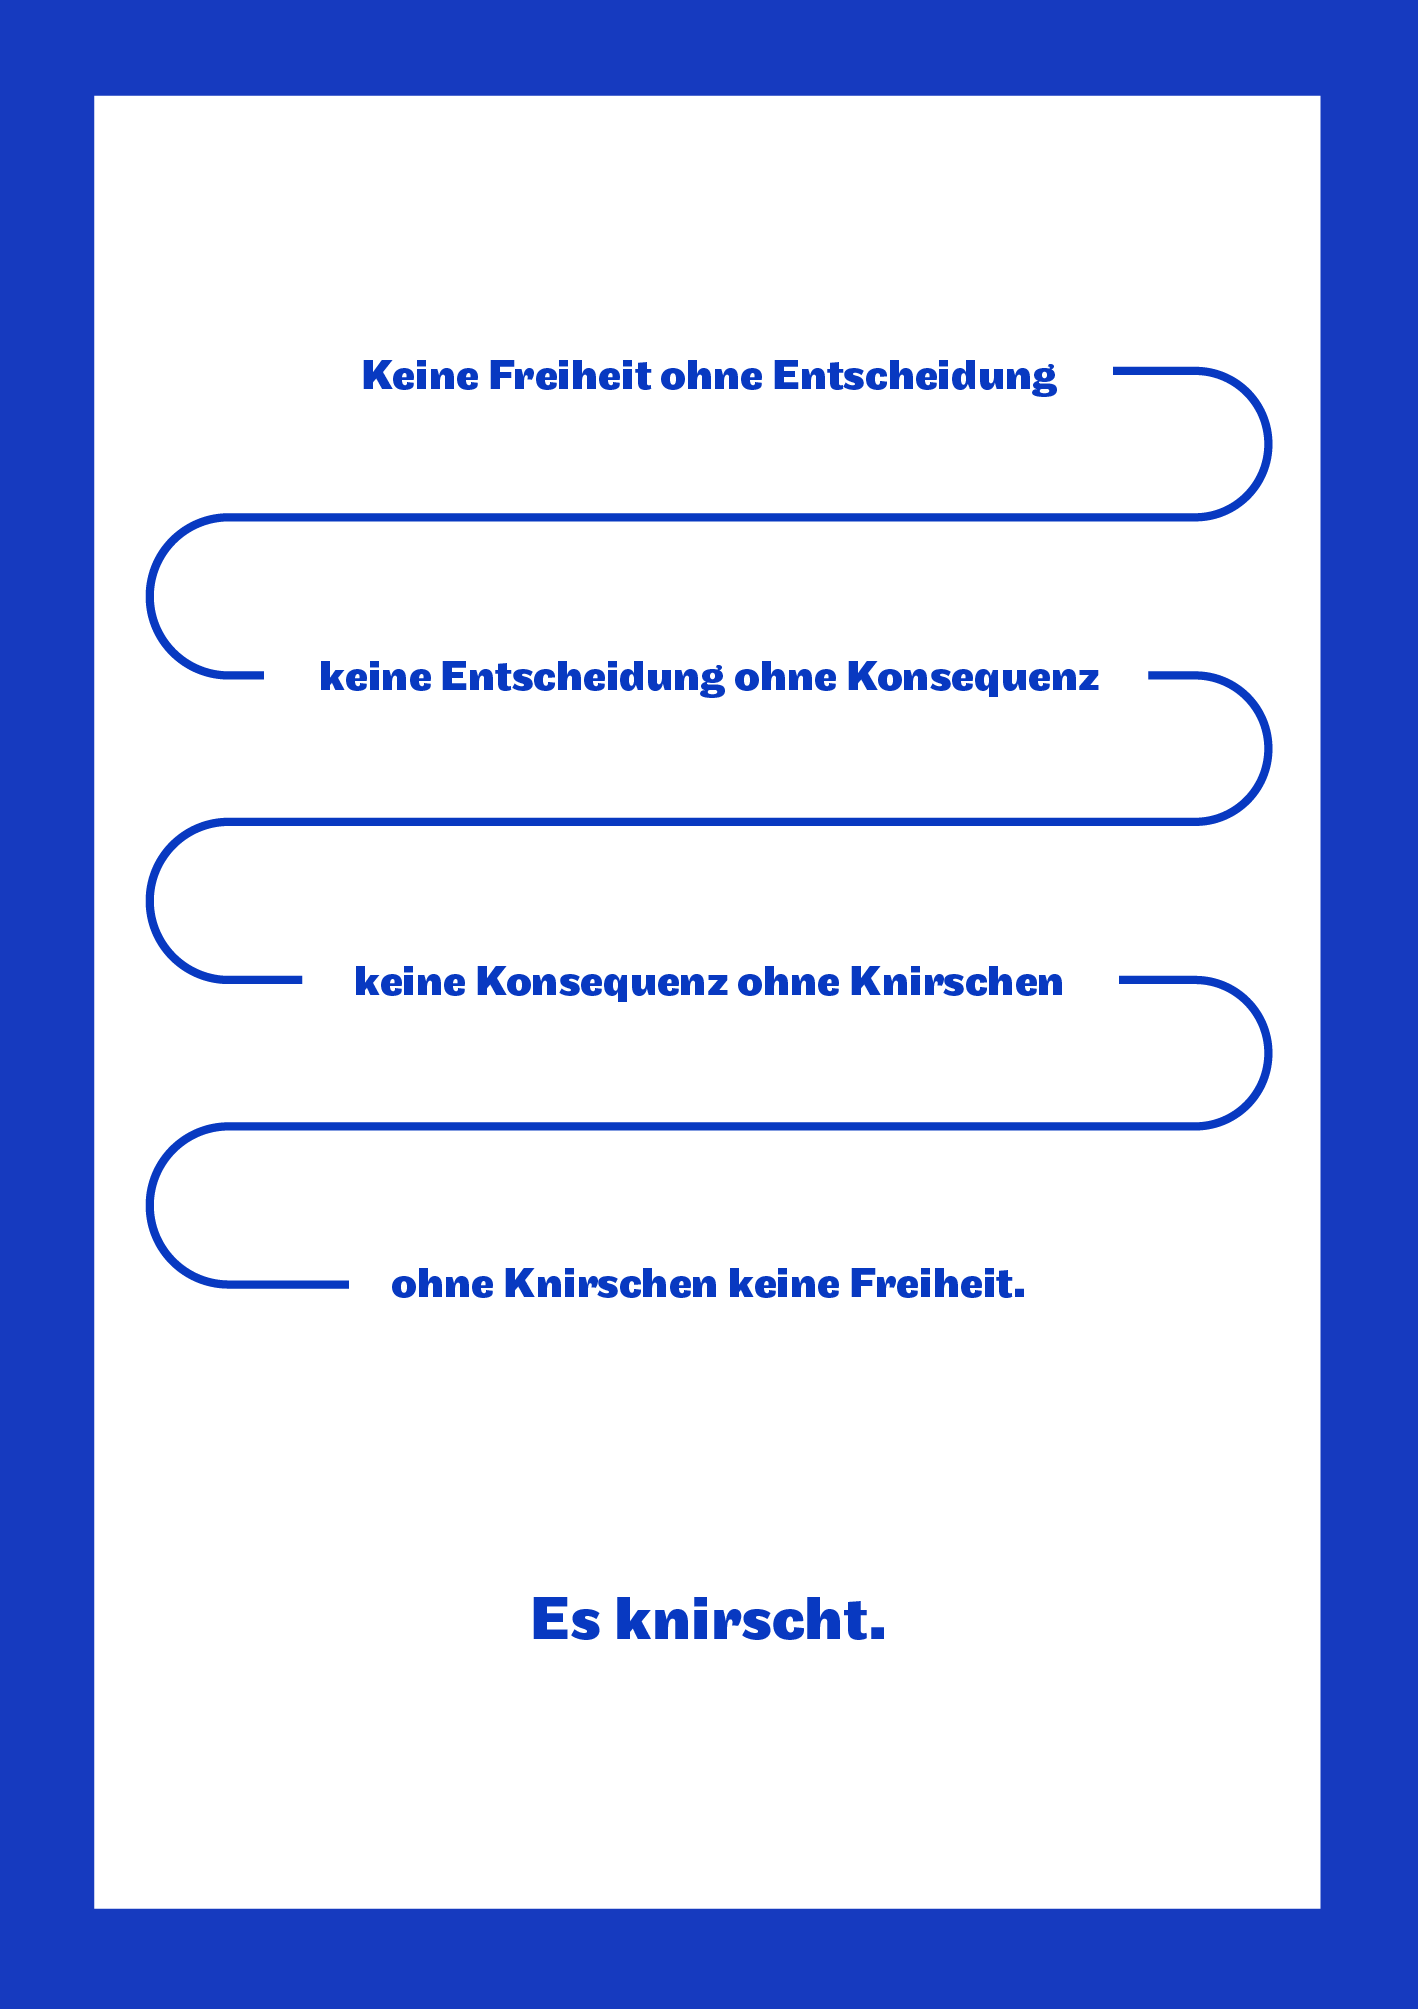 Keine Freiheit ohne Entscheidung
keine Entscheidung ohne Konsequenz
keine Konsequenz ohne Knirschen
ohne Knirschen keine Freiheit.
Es knirscht.